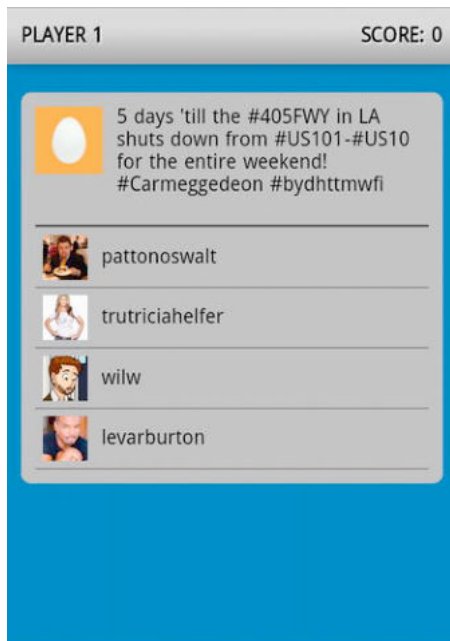 PLAYER 1 SCORE: 0
5 days 'till the #405FWY in LA
shuts down from #US101-#US10
for the entire weekend!
#Carmeggedeon #bydhttmwfi
pattonoswalt
trutriciahelfer
wilw
levarburton